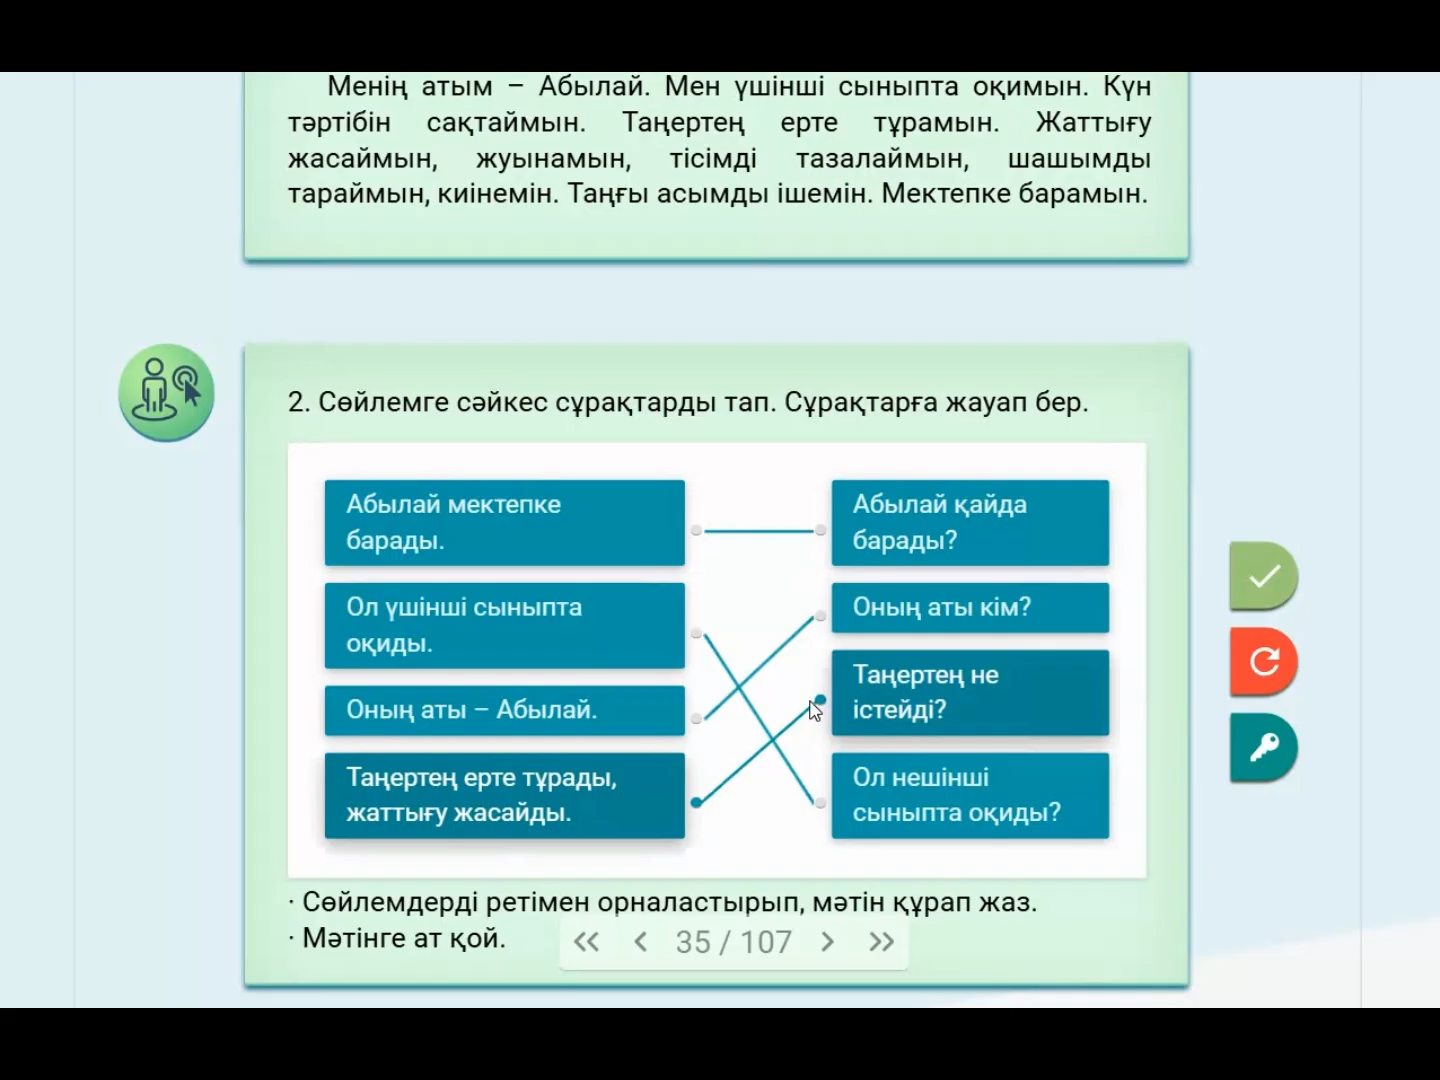 Менің атым – Абылай. Мен үшінші сыныпта оқимын. Күн
тәртібін сақтаймын. Таңертең ерте тұрамын. Жаттығу
жасаймын, жуынамын, тісімді тазалаймын, шашымды
тараймын, киінемін. Таңғы асымды ішемін. Мектепке барамын.
2. Сөйлемге сәйкес сұрақтарды тап. Сұрақтарға жауап бер.
Абылай мектепке
барады.
Абылай қайда
барады?
Ол үшінші сыныпта
оқиды.
Оның аты кім?
Оның аты – Абылай.
Таңертең не
істейді?
Таңертең ерте тұрады,
жаттығу жасайды.
Ол нешінші
сыныпта оқиды?
· Сөйлемдерді ретімен орналастырып, мәтін құрап жаз.
· Мәтінге ат қой.
35 / 107